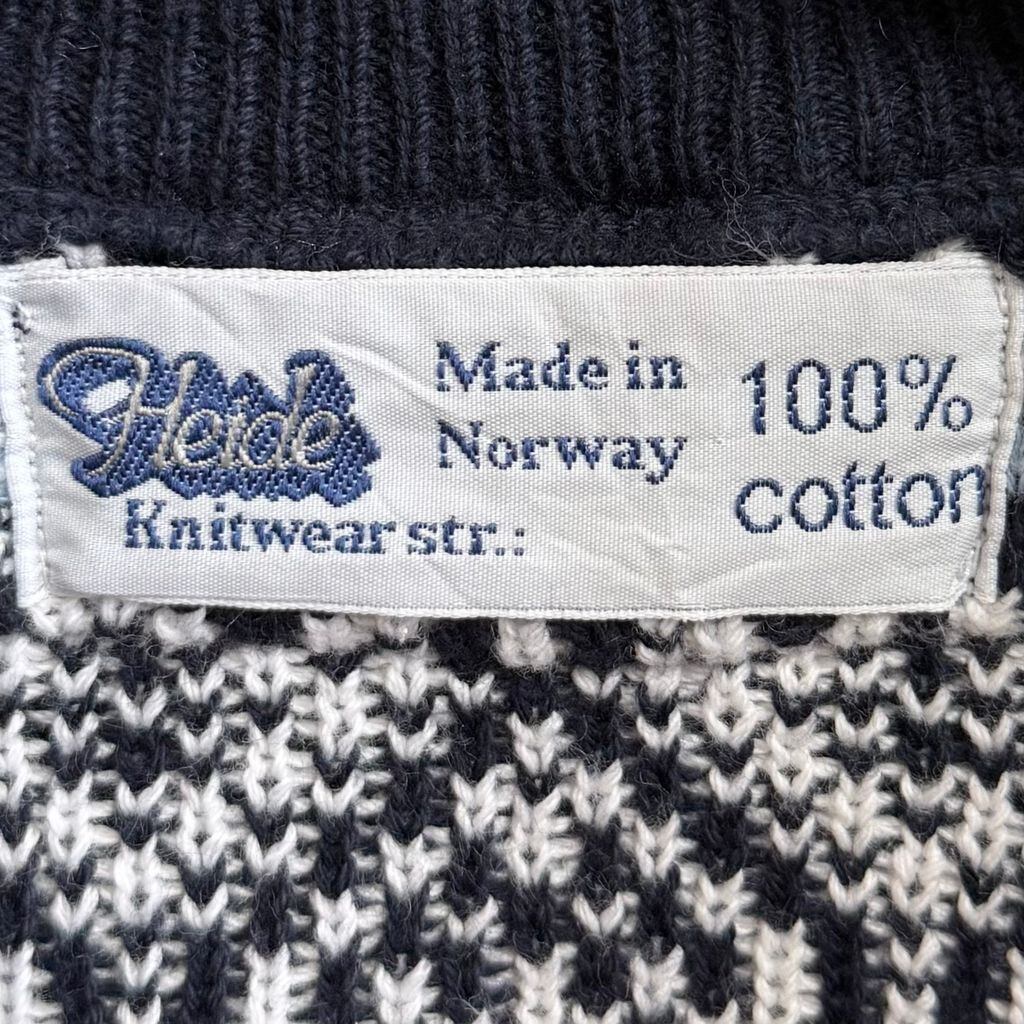 Heide
Knitwear str.:
Made in
Norway
100%
cotton